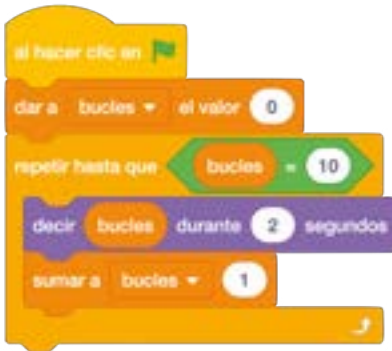 al hacer clic en
dar a bucles el valor 0
repetir hasta que bucles = 10
decir bucles durante 2 segundos
sumar a bucles 1